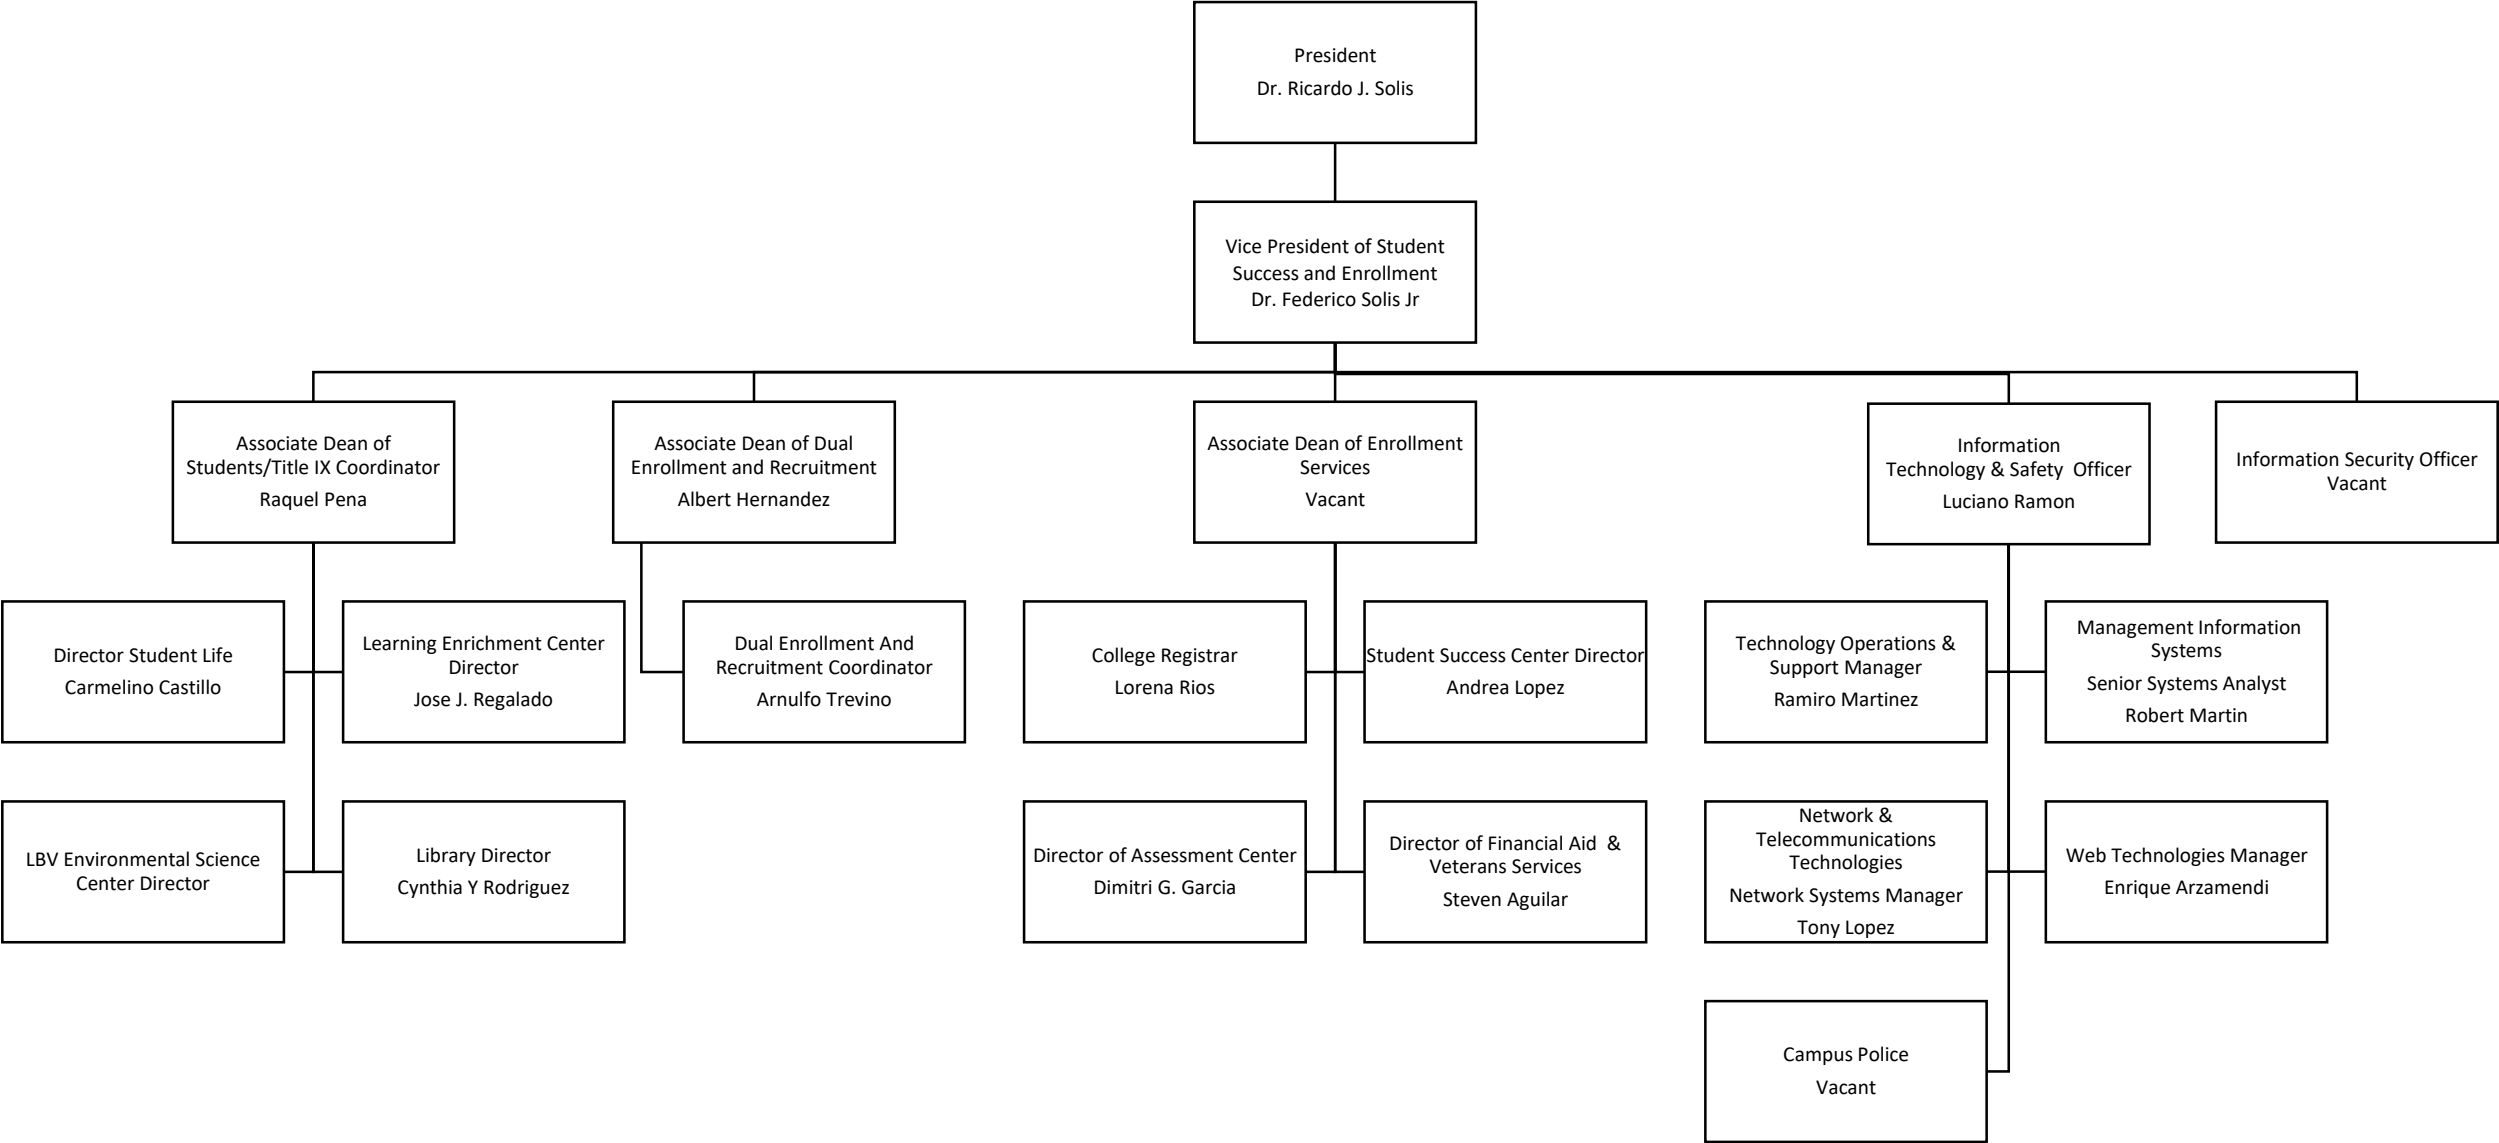 President
Dr. Ricardo J. Solis
Vice President of Student
Success and Enrollment
Dr. Federico Solis Jr
Associate Dean of
Students/Title IX Coordinator
Raquel Pena
Associate Dean of Dual
Enrollment and Recruitment
Albert Hernandez
Associate Dean of Enrollment
Services
Vacant
Information
Technology & Safety  Officer
Luciano Ramon
Information Security Officer
Vacant
Director Student Life
Carmelino Castillo
Learning Enrichment Center
Director
Jose J. Regalado
Dual Enrollment And
Recruitment Coordinator
Arnulfo Trevino
College Registrar
Lorena Rios
Student Success Center Director
Andrea Lopez
Technology Operations &
Support Manager
Ramiro Martinez
Management Information
Systems
Senior Systems Analyst
Robert Martin
LBV Environmental Science
Center Director
Library Director
Cynthia Y Rodriguez
Director of Assessment Center
Dimitri G. Garcia
Director of Financial Aid  &
Veterans Services
Steven Aguilar
Network &
Telecommunications
Technologies
Network Systems Manager
Tony Lopez
Web Technologies Manager
Enrique Arzamendi
Campus Police
Vacant